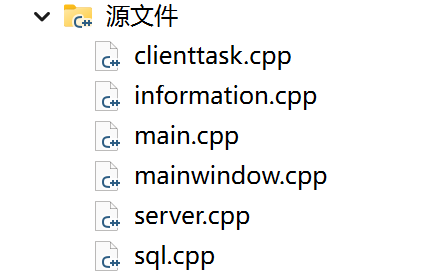 源文件
clienttask.cpp
information.cpp
main.cpp
mainwindow.cpp
server.cpp
sql.cpp